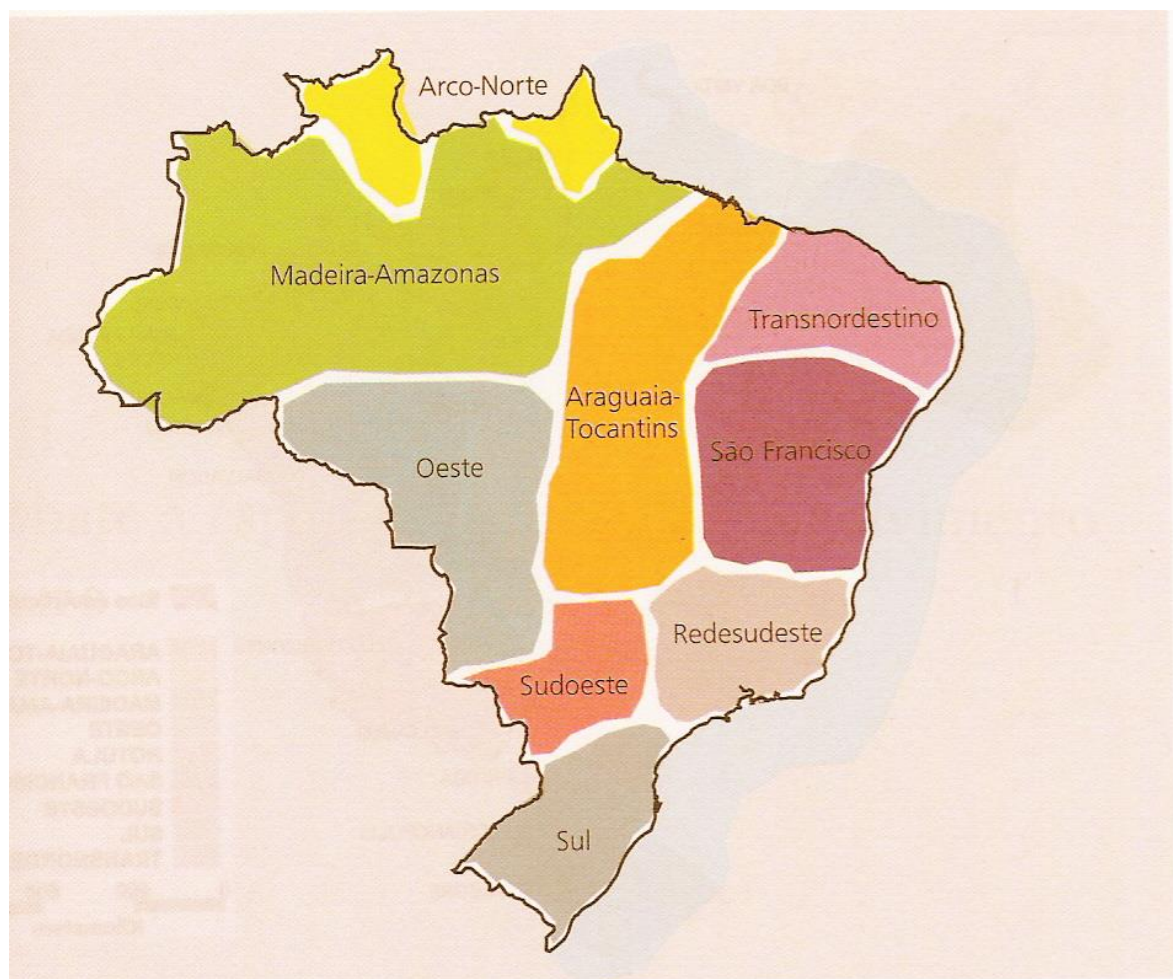 Arco-Norte
Madeira-Amazonas
Transnordestino
Araguaia-
Tocantins
São Francisco
Oeste
Redesudeste
Sudoeste
Sul